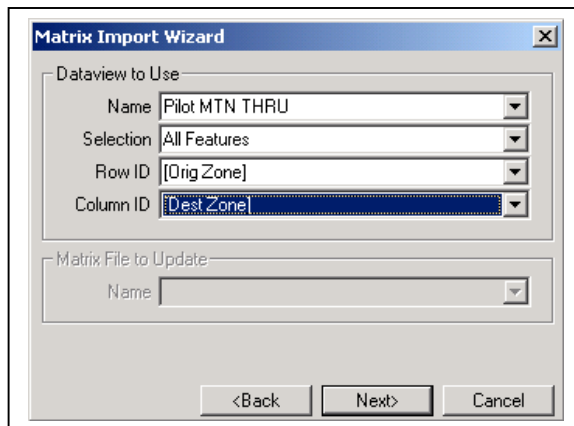 Matrix Import Wizard
Dataview to Use
Name Pilot MTN THRU
Selection All Features
Row ID [Orig Zone]
Column ID [Dest Zone]
Matrix File to Update
Name
<Back Next> Cancel